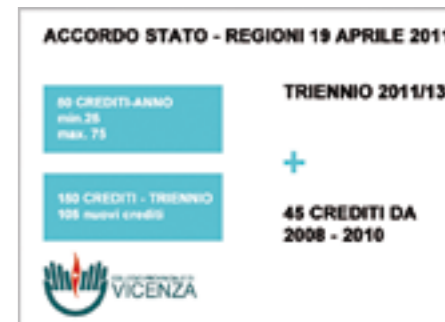 ACCORDO STATO - REGIONI 19 APRILE 2011
50 CREDITI-ANNO
min.25
max. 75
TRIENNIO 2011/13
+
150 CREDITI - TRIENNIO
105 nuovi crediti
45 CREDITI DA
2008 - 2010
VICENZA